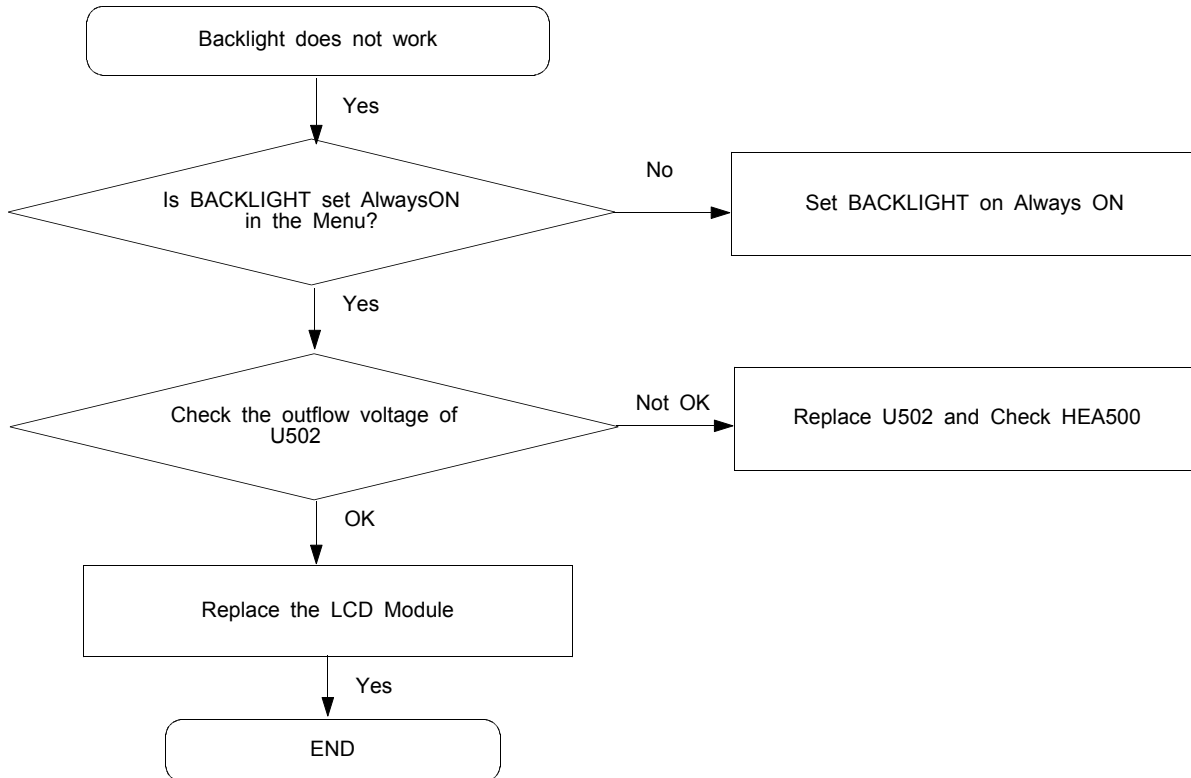 Backlight does not work
Yes
Is BACKLIGHT set AlwaysON
in the Menu?
No
Set BACKLIGHT on Always ON
Yes
Check the outflow voltage of
U502
Not OK
Replace U502 and Check HEA500
OK
Replace the LCD Module
Yes
END